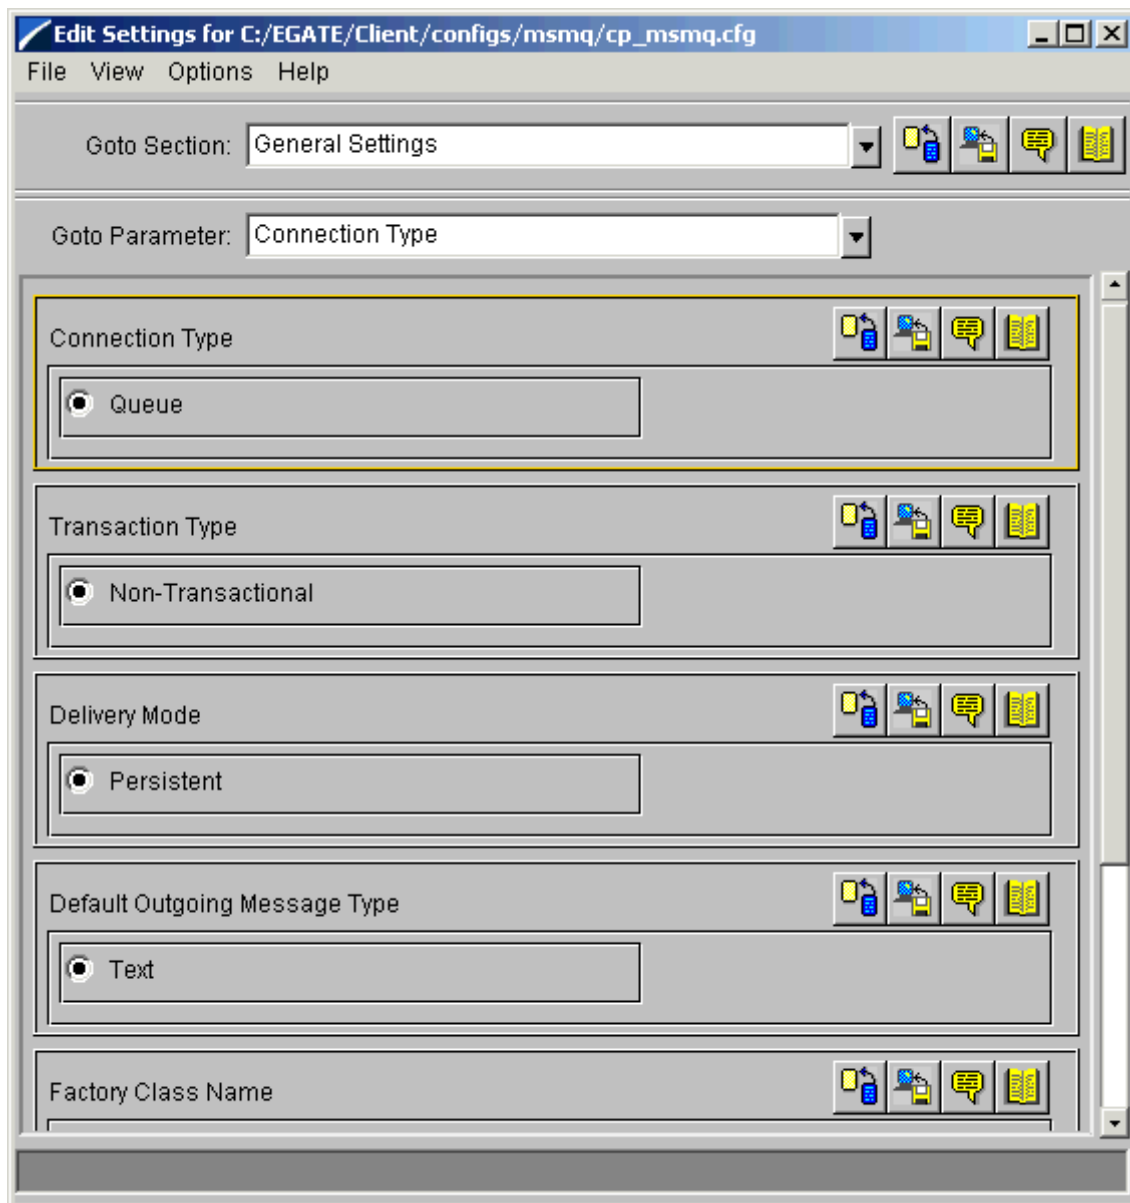 Edit Settings for C:/EGATE/Client/configs/msmq/cp_msmq.cfg
File View Options Help
Goto Section: General Settings
Goto Parameter: Connection Type
Connection Type
Queue
Transaction Type
Non-Transactional
Delivery Mode
Persistent
Default Outgoing Message Type
Text
Factory Class Name